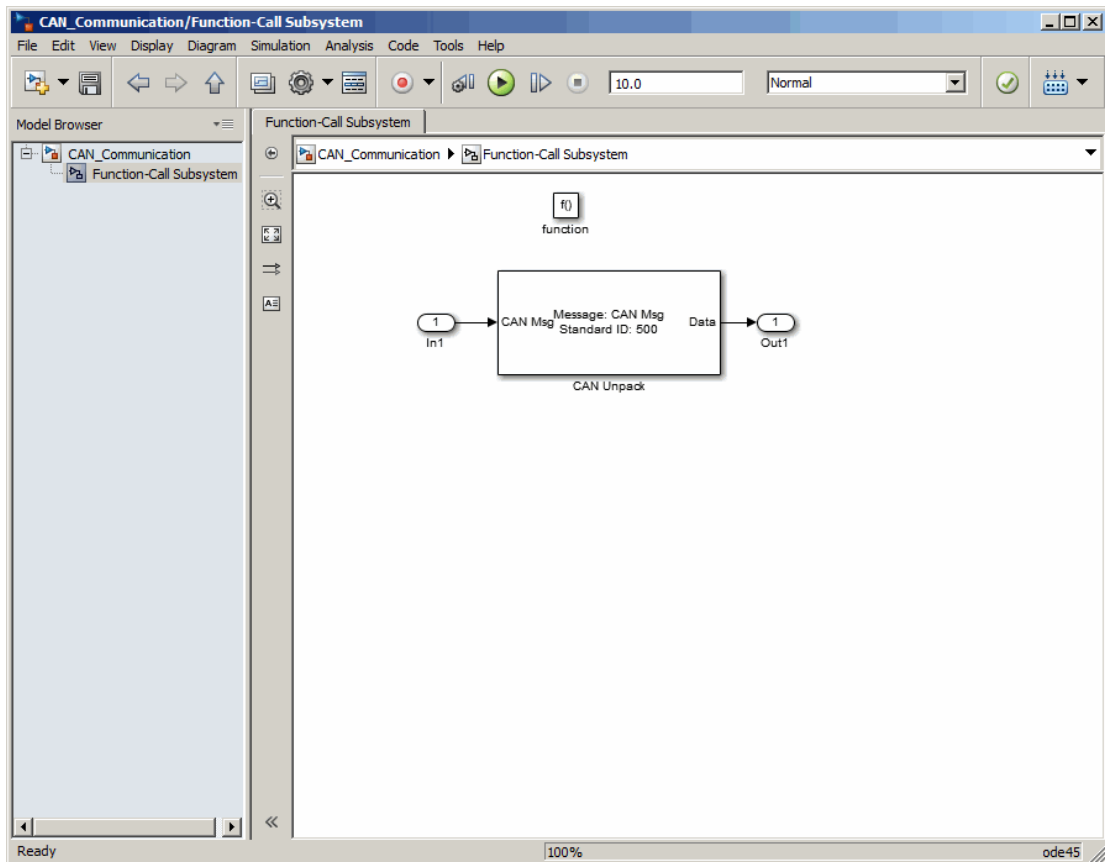 CAN_Communication/Function-Call Subsystem
File Edit View Display Diagram Simulation Analysis Code Tools Help
10.0 Normal
Model Browser
CAN_Communication
Function-Call Subsystem
Function-Call Subsystem
CAN_Communication Function-Call Subsystem
f()
function
1
In1
CAN Msg
Message: CAN Msg
Standard ID: 500
Data
CAN Unpack
1
Out1
Ready 100% ode45